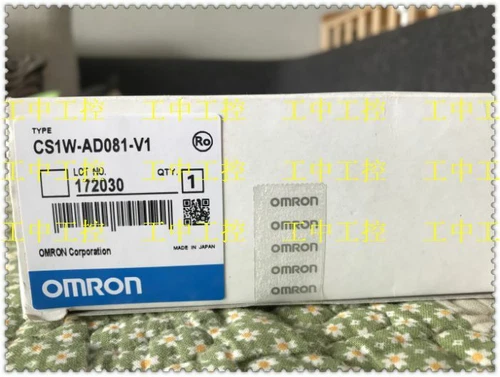 工中工控 工中工控 工中工控 工中工控
TYPE
CS1W-AD081-V1
Ro
LOT NO.
172030
QTY.
1
工中工控 工中工控 工中工控 工中工控
OMRON Corporation
MADE IN JAPAN
OMRON
OMRON
OMRON
OMRON
OMRON
OMRON
工中工控 工中工控 工中工控 工中工控